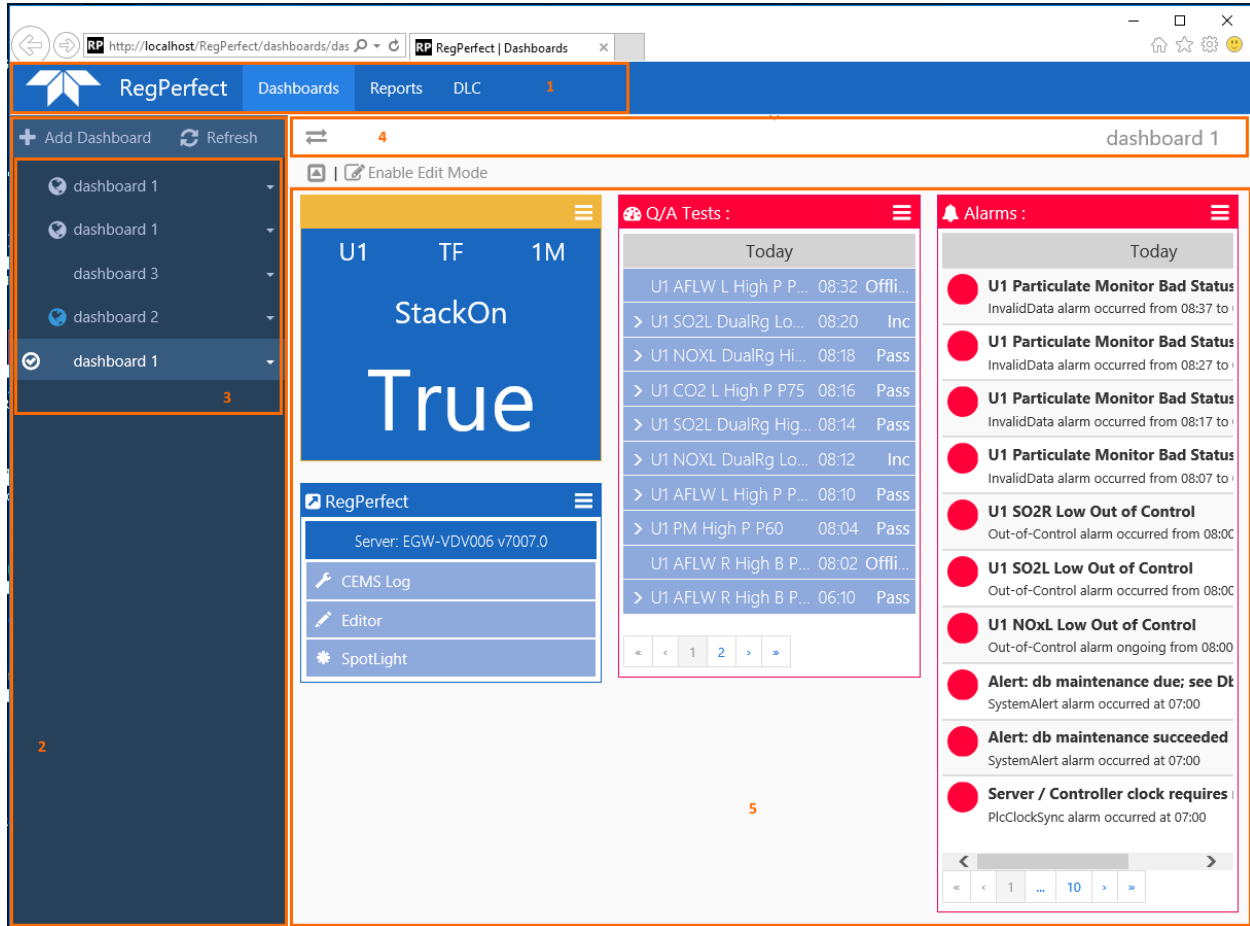 RP http://localhost/RegPerfect/dashboards/das
RP RegPerfect | Dashboards
RegPerfect Dashboards Reports DLC 1
Add Dashboard Refresh
dashboard 1
dashboard 1
dashboard 3
dashboard 2
dashboard 1
3
2
4 dashboard 1
| Enable Edit Mode
U1 TF 1M
StackOn
True
RegPerfect
Server: EGW-VDV006 v7007.0
CEMS Log
Editor
SpotLight
Q/A Tests :
Today
U1 AFLW L High P P... 08:32 Offli...
U1 SO2L DualRg Lo... 08:20 Inc
U1 NOXL DualRg Hi... 08:18 Pass
U1 CO2 L High P P75 08:16 Pass
U1 SO2L DualRg Hig... 08:14 Pass
U1 NOXL DualRg Lo... 08:12 Inc
U1 AFLW L High P P... 08:10 Pass
U1 PM High P P60 08:04 Pass
U1 AFLW R High B P... 08:02 Offli...
U1 AFLW R High B P... 06:10 Pass
« ‹ 1 2 › »
5
Alarms :
Today
U1 Particulate Monitor Bad Status
InvalidData alarm occurred from 08:37 to
U1 Particulate Monitor Bad Status
InvalidData alarm occurred from 08:27 to
U1 Particulate Monitor Bad Status
InvalidData alarm occurred from 08:17 to
U1 Particulate Monitor Bad Status
InvalidData alarm occurred from 08:07 to
U1 SO2R Low Out of Control
Out-of-Control alarm occurred from 08:00
U1 SO2L Low Out of Control
Out-of-Control alarm occurred from 08:00
U1 NOxL Low Out of Control
Out-of-Control alarm ongoing from 08:00
Alert: db maintenance due; see
SystemAlert alarm occurred at 07:00
Alert: db maintenance succeeded
SystemAlert alarm occurred at 07:00
Server / Controller clock requires
PlcClockSync alarm occurred at 07:00
« ‹ 1 ... 10 › »